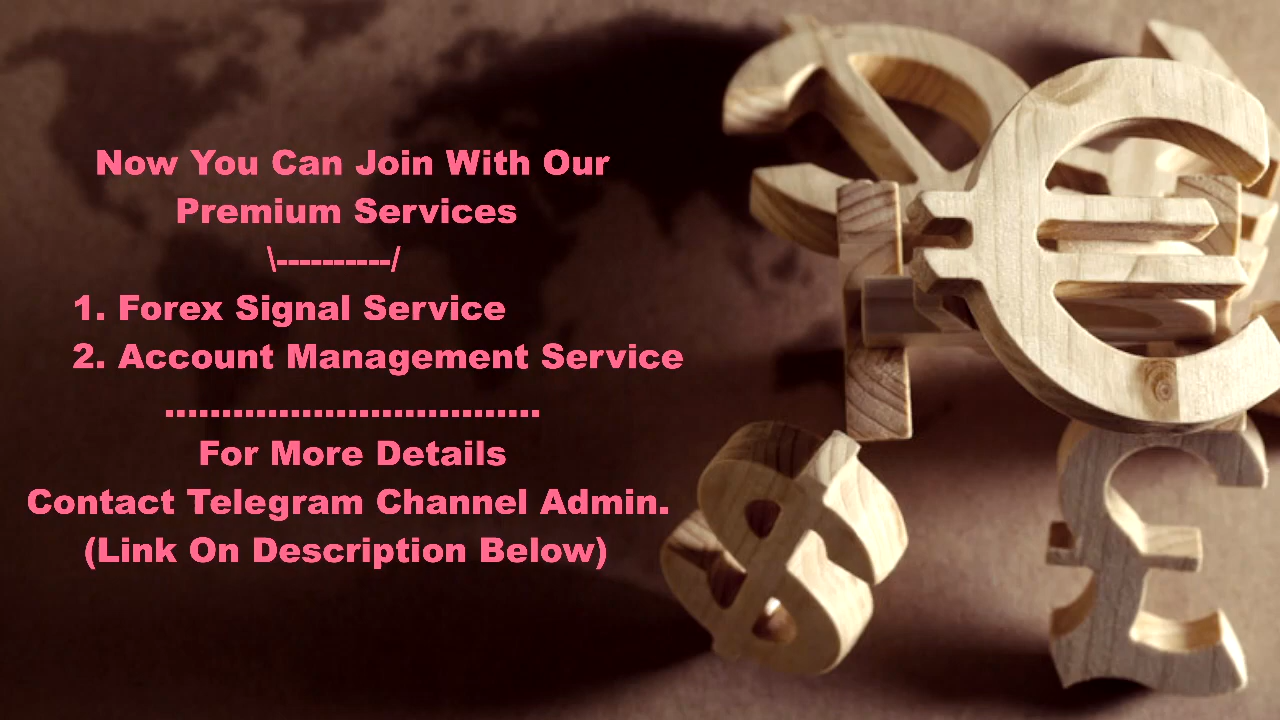 Now You Can Join With Our
Premium Services
\----------/
1. Forex Signal Service
2. Account Management Service
.................................
For More Details
Contact Telegram Channel Admin.
(Link On Description Below)